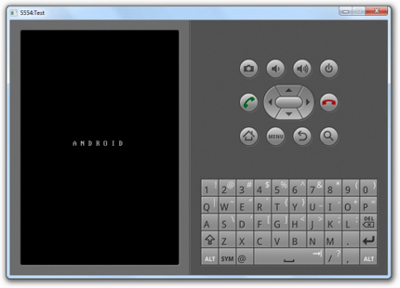 5554:Test
ANDROID
MENU
1 2 3 4 5 6 7 8 9 0
Q W E R T Y U I O P
A S D F G H J K L DEL
Z X C V B N M .
ALT SYM @ / , ALT